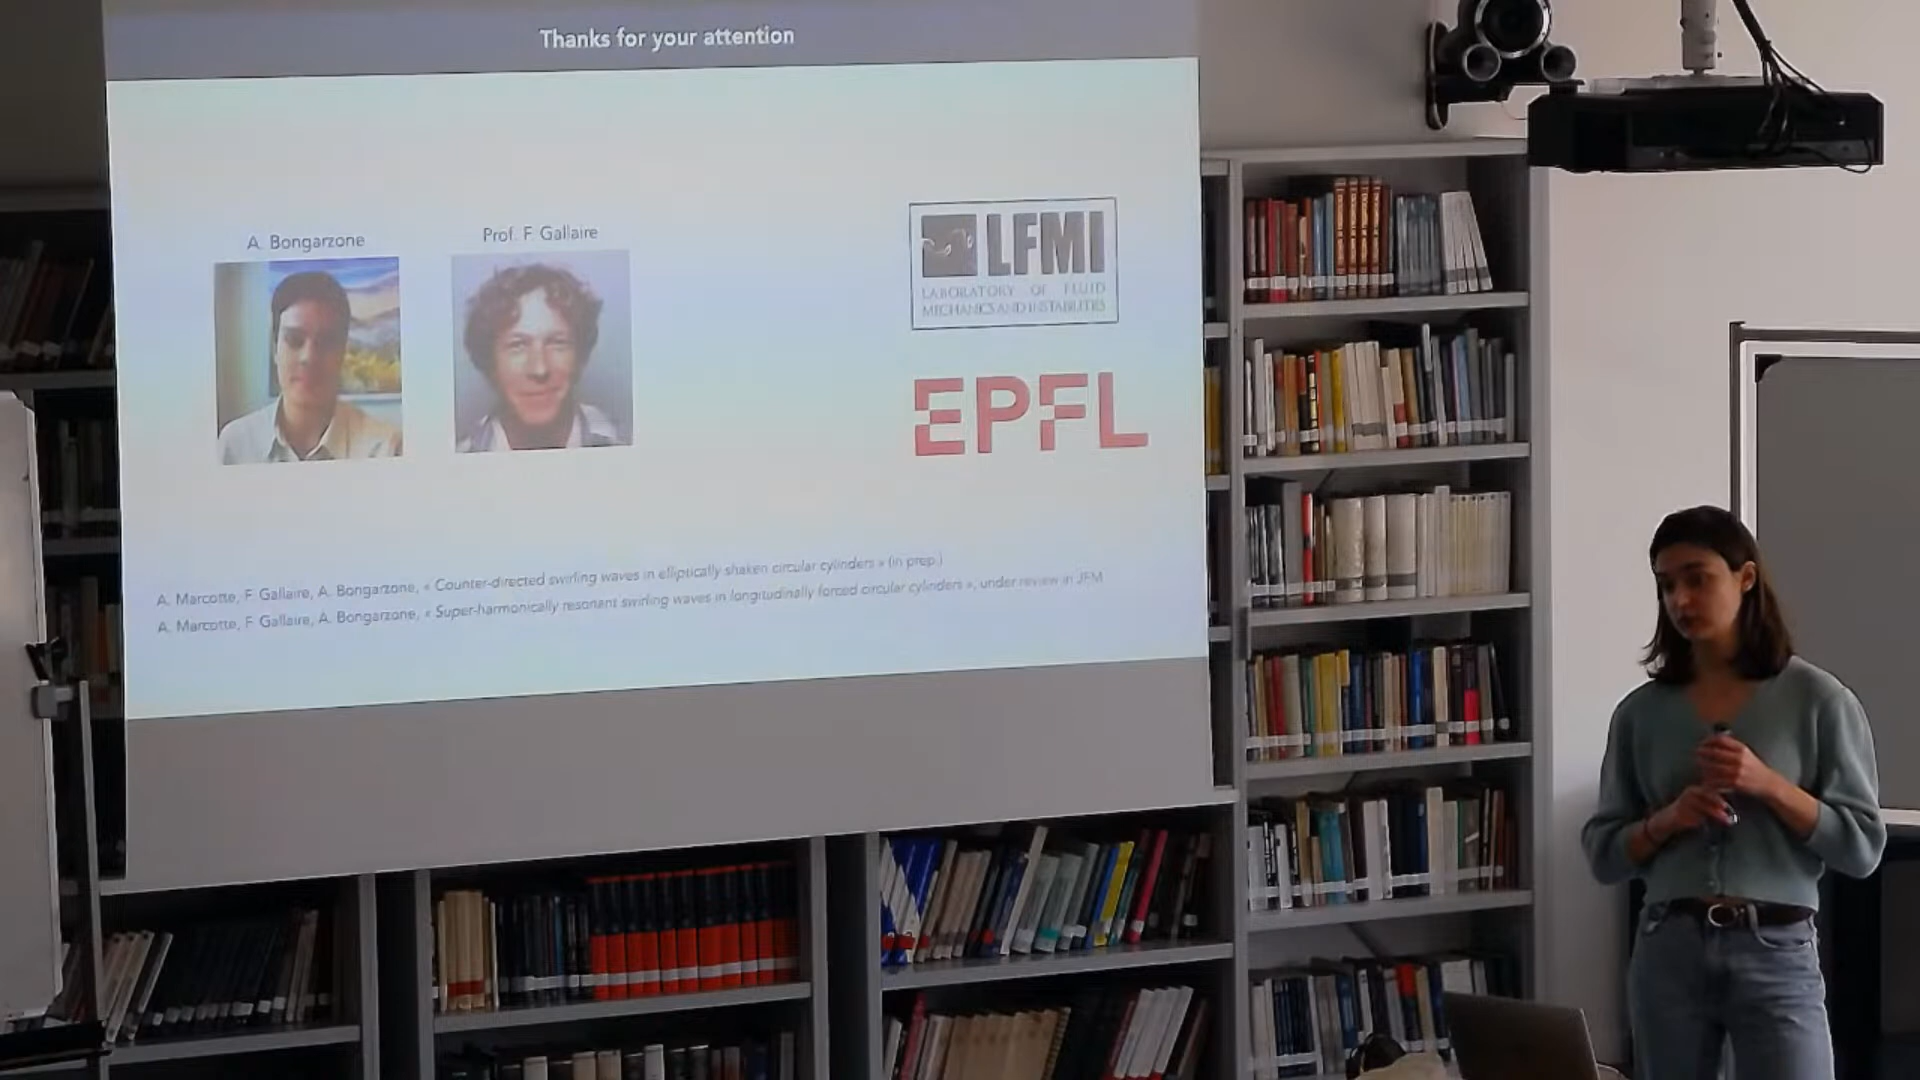 Thanks for your attention
A. Bongarzone
Prof. F. Gallaire
LFMI
LABORATORY OF FLUID
MECHANICS AND INSTABILITIES
EPFL
A. Marcotte, F. Gallaire, A. Bongarzone, « Counter-directed swirling waves in elliptically shaken circular cylinders » (in prep.)
A. Marcotte, F. Gallaire, A. Bongarzone, « Super-harmonically resonant swirling waves in longitudinally forced circular cylinders », under review in JFM